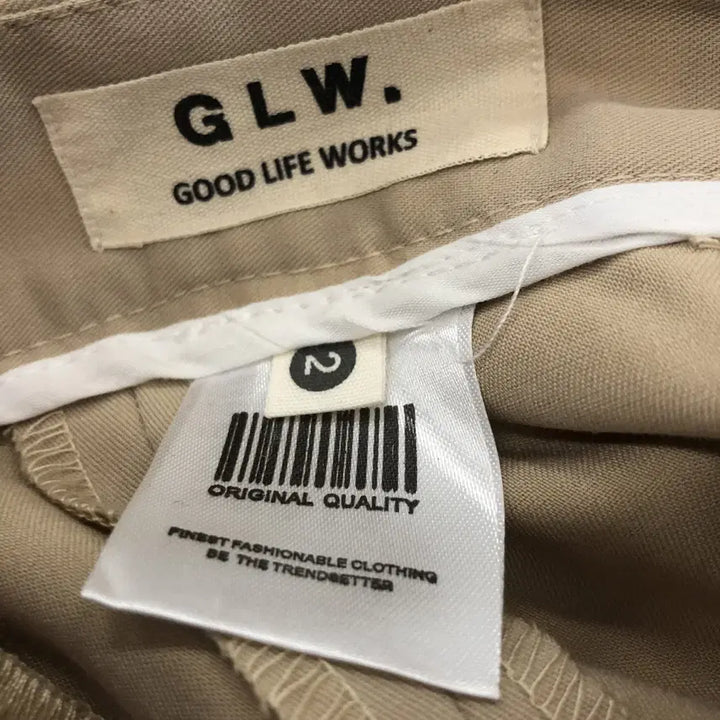 GLW.
GOOD LIFE WORKS
2
ORIGINAL QUALITY
FINEST FASHIONABLE CLOTHING
BE THE TRENDSETTER